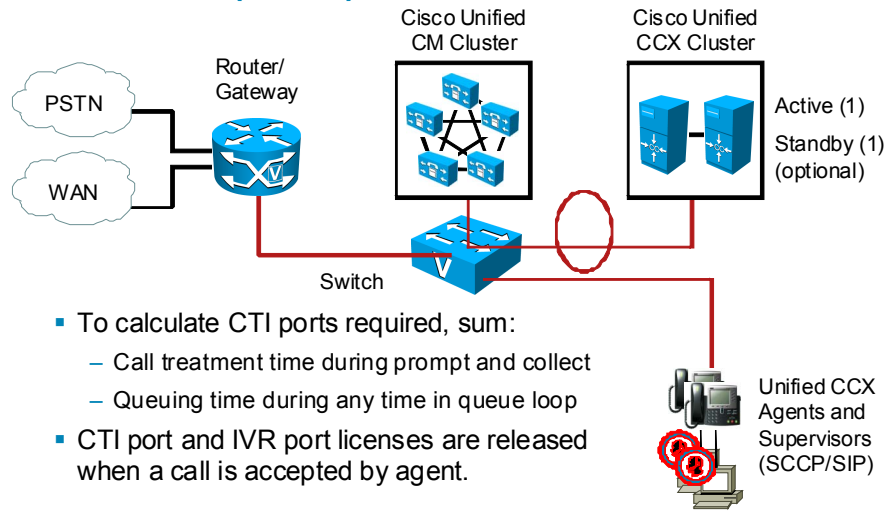 Cisco Unified
CM Cluster
Cisco Unified
CCX Cluster
Router/
Gateway
PSTN
WAN
V
Active (1)
Standby (1)
(optional)
V
Switch
▪ To calculate CTI ports required, sum:
– Call treatment time during prompt and collect
– Queuing time during any time in queue loop
▪ CTI port and IVR port licenses are released
when a call is accepted by agent.
Unified CCX
Agents and
Supervisors
(SCCP/SIP)